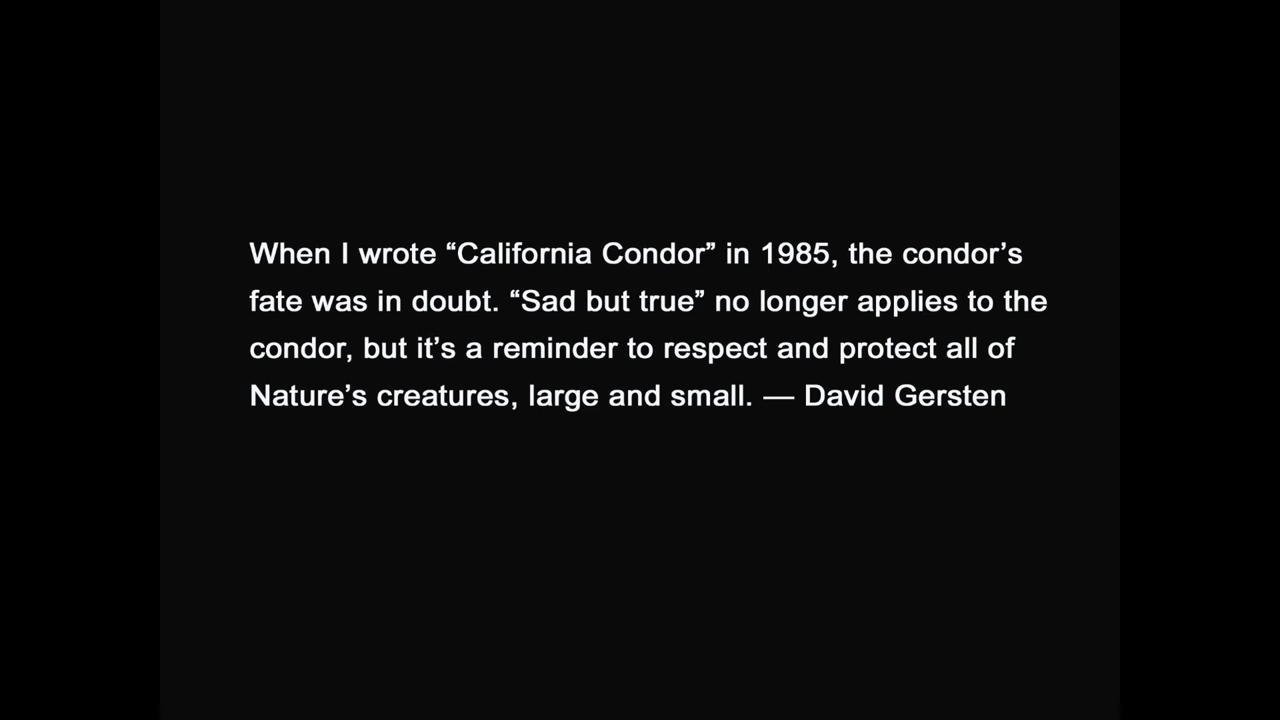 When I wrote “California Condor” in 1985, the condor’s
fate was in doubt. “Sad but true” no longer applies to the
condor, but it’s a reminder to respect and protect all of
Nature’s creatures, large and small. — David Gersten